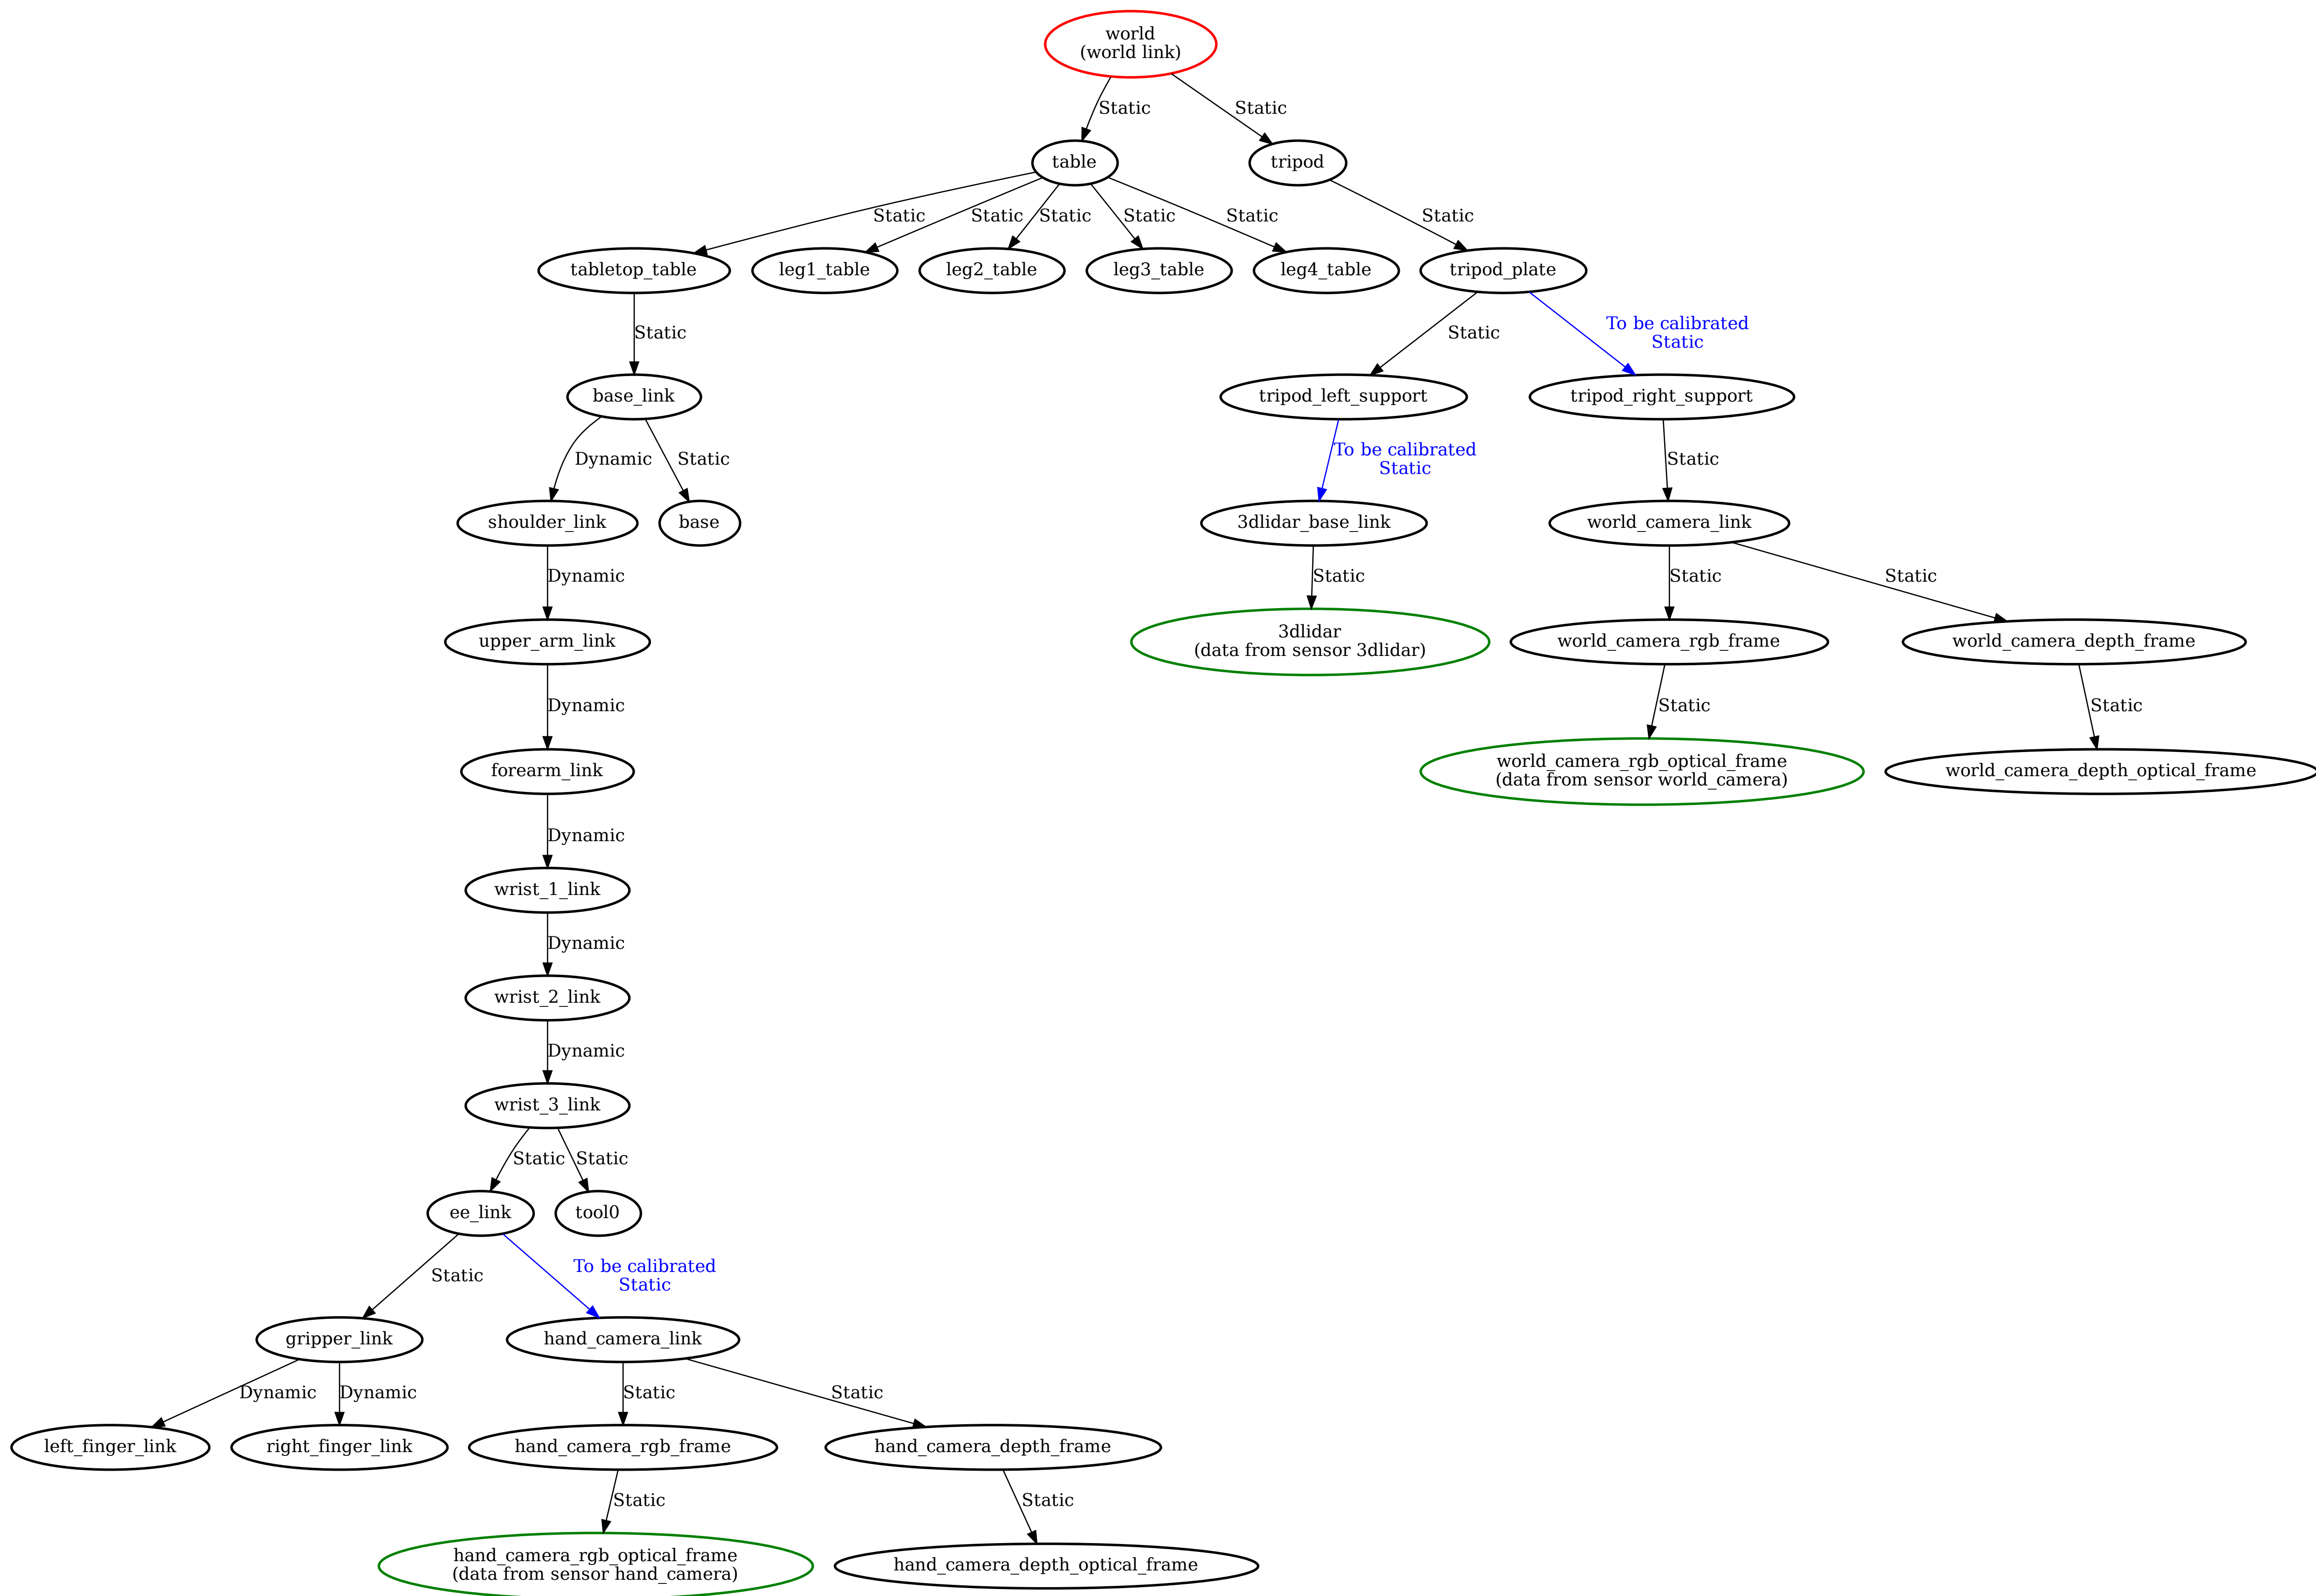 world
(world link)
Static
Static
table
tripod
Static
Static
Static
Static
Static
Static
tabletop_table
leg1_table
leg2_table
leg3_table
leg4_table
tripod_plate
Static
Static
To be calibrated
Static
base_link
tripod_left_support
tripod_right_support
Dynamic
Static
To be calibrated
Static
Static
shoulder_link
base
3dlidar_base_link
world_camera_link
Dynamic
Static
Static
Static
upper_arm_link
3dlidar
(data from sensor 3dlidar)
world_camera_rgb_frame
world_camera_depth_frame
Dynamic
Static
Static
forearm_link
world_camera_rgb_optical_frame
(data from sensor world_camera)
world_camera_depth_optical_frame
Dynamic
wrist_1_link
Dynamic
wrist_2_link
Dynamic
wrist_3_link
Static
Static
ee_link
tool0
Static
To be calibrated
Static
gripper_link
hand_camera_link
Dynamic
Dynamic
Static
Static
left_finger_link
right_finger_link
hand_camera_rgb_frame
hand_camera_depth_frame
Static
Static
hand_camera_rgb_optical_frame
(data from sensor hand_camera)
hand_camera_depth_optical_frame